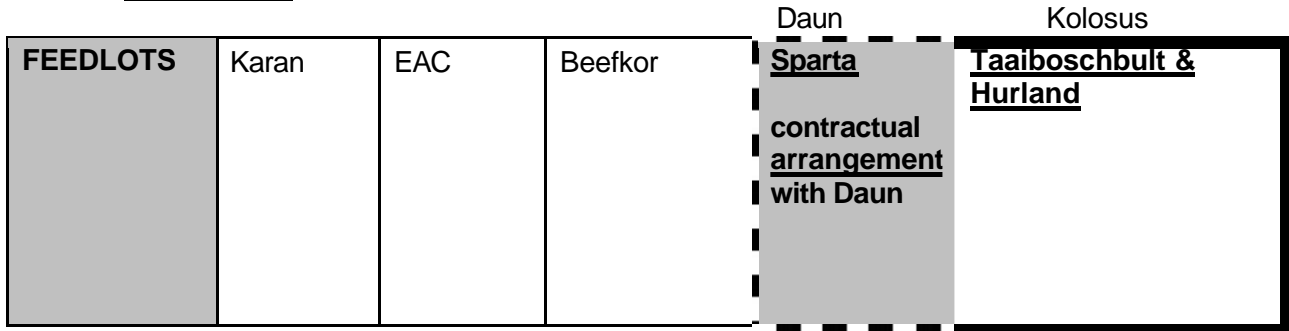 Daun Kolosus
FEEDLOTS Karan EAC Beefkor Sparta Taaiboschbult &
Hurland
contractual
arrangement
with Daun